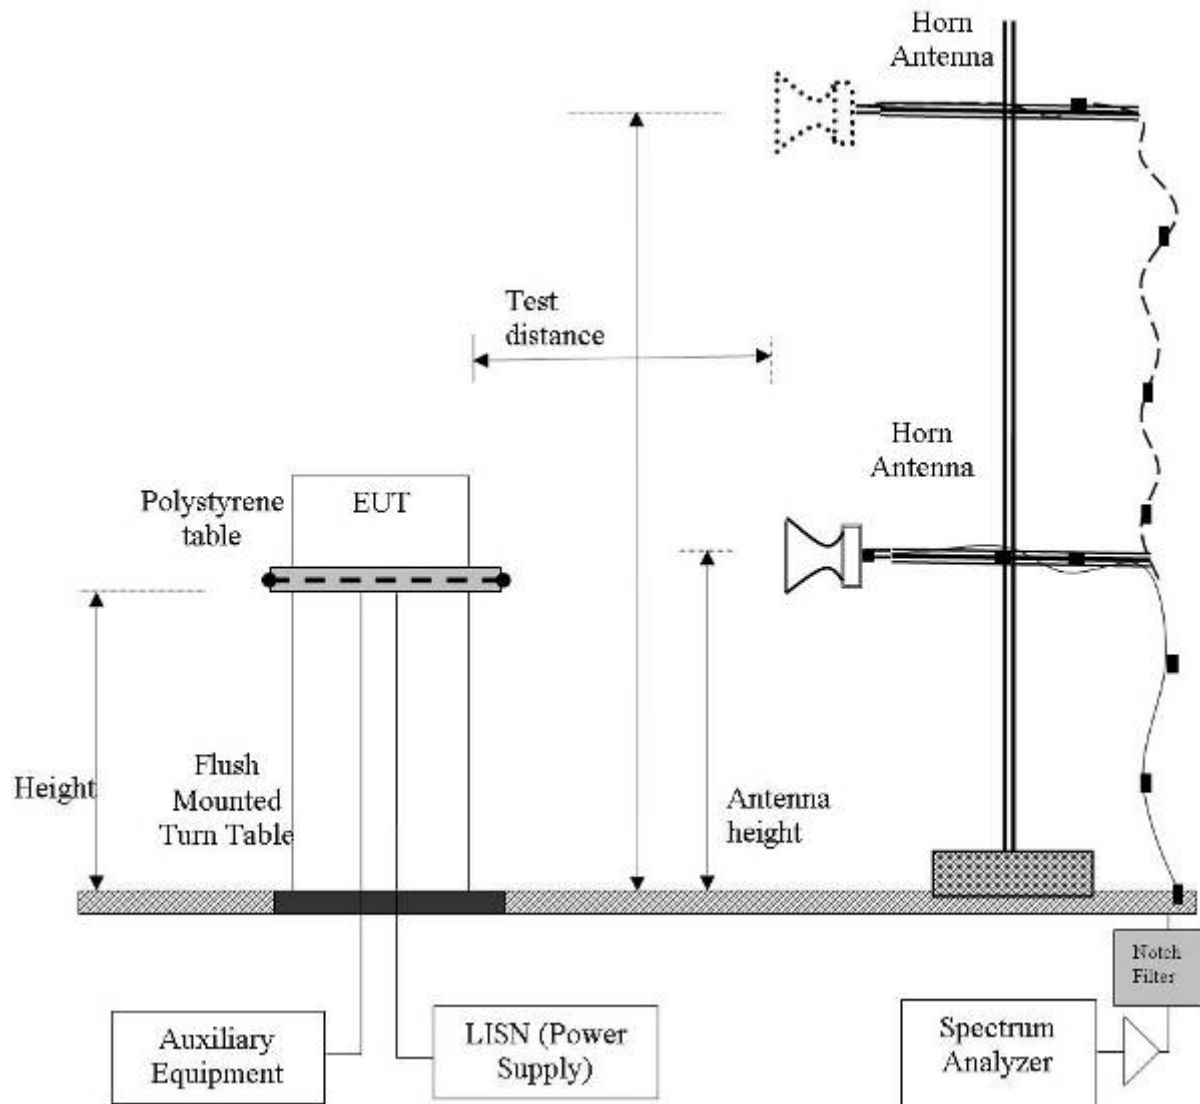 Horn
Antenna
Test
distance
Horn
Antenna
Polystyrene
table
EUT
Height
Flush
Mounted
Turn Table
Antenna
height
Notch
Filter
Auxiliary
Equipment
LISN (Power
Supply)
Spectrum
Analyzer